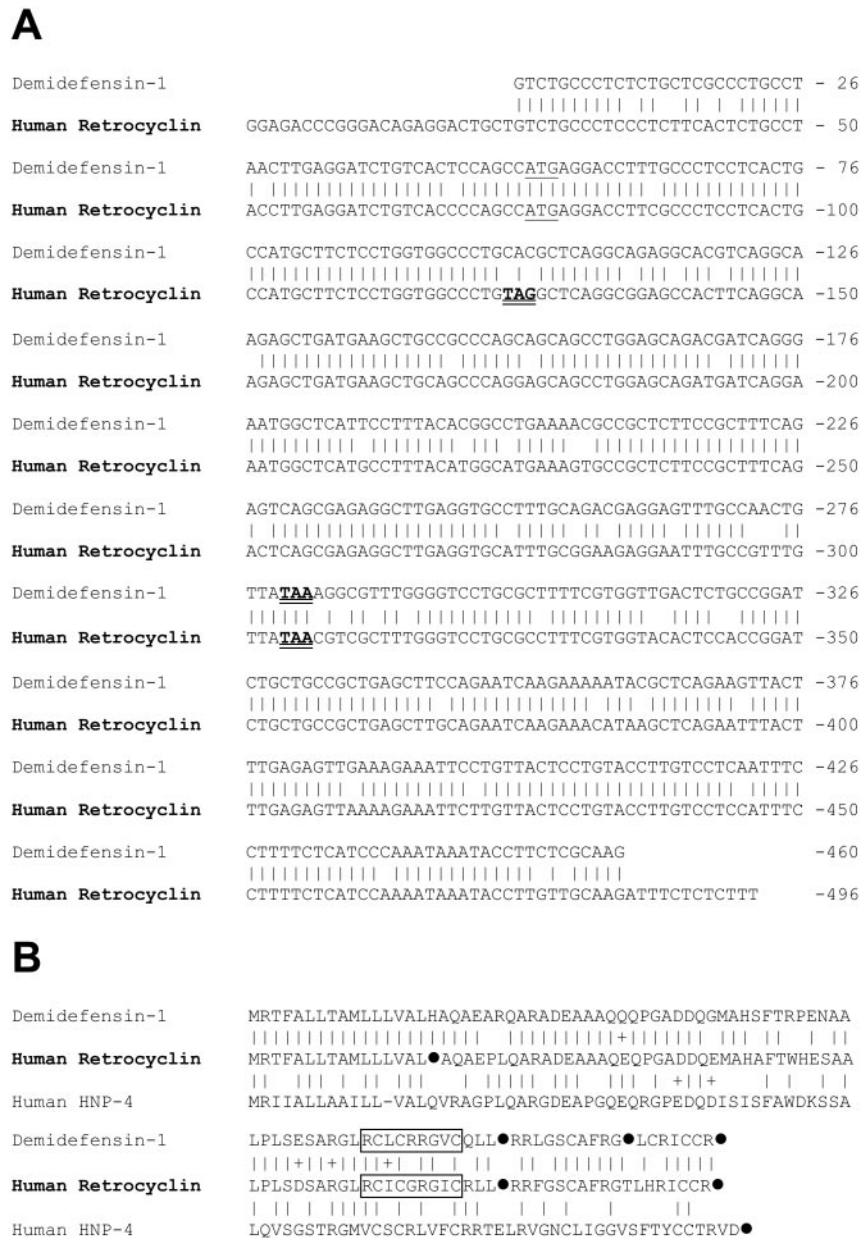 A
Demidefensin-1 GTCTGCCCTCTCTGCTCGCCCTGCCT - 26
Human Retrocyclin GGAGACCCGGGACAGAGGACTGCTGTCTGCCCTCCCTCTTCACTCTGCCT - 50
Demidefensin-1 AACTTGAGGATCTGTCACTCCAGCCATGAGGACCTTTGCCCTCCTCACTG - 76
Human Retrocyclin ACCTTGAGGATCTGTCACCCCAGCCATGAGGACCTTCGCCCTCCTCACTG -100
Demidefensin-1 CCATGCTTCTCCTGGTGGCCCTGCACGCTCAGGCAGAGGCACGTCAGGCA -126
Human Retrocyclin CCATGCTTCTCCTGGTGGCCCTGTAGGCTCAGGCGGAGCCACTTCAGGCA -150
Demidefensin-1 AGAGCTGATGAAGCTGCCGCCCAGCAGCAGCCTGGAGCAGACGATCAGGG -176
Human Retrocyclin AGAGCTGATGAAGCTGCAGCCCAGGAGCAGCCTGGAGCAGATGATCAGGA -200
Demidefensin-1 AATGGCTCATTCCTTTACACGGCCTGAAAACGCCGCTCTTCCGCTTTCAG -226
Human Retrocyclin AATGGCTCATGCCTTTACATGGCATGAAAGTGCCGCTCTTCCGCTTTCAG -250
Demidefensin-1 AGTCAGCGAGAGGCTTGAGGTGCCTTTGCAGACGAGGAGTTTGCCAACTG -276
Human Retrocyclin ACTCAGCGAGAGGCTTGAGGTGCATTTGCGGAAGAGGAATTTGCCGTTTG -300
Demidefensin-1 TTATAAAGGCGTTTGGGGTCCTGCGCTTTTCGTGGTTGACTCTGCCGGAT -326
Human Retrocyclin TTATAACGTCGCTTTGGGTCCTGCGCCTTTCGTGGTACACTCCACCGGAT -350
Demidefensin-1 CTGCTGCCGCTGAGCTTCCAGAATCAAGAAAAATACGCTCAGAAGTTACT -376
Human Retrocyclin CTGCTGCCGCTGAGCTTGCAGAATCAAGAAACATAAGCTCAGAATTTACT -400
Demidefensin-1 TTGAGAGTTGAAAGAAATTCCTGTTACTCCTGTACCTTGTCCTCAATTTC -426
Human Retrocyclin TTGAGAGTTAAAAGAAATTCTTGTTACTCCTGTACCTTGTCCTCCATTTC -450
Demidefensin-1 CTTTTCTCATCCCAAATAAATACCTTCTCGCAAG -460
Human Retrocyclin CTTTTCTCATCCAAAATAAATACCTTGTTGCAAGATTTCTCTCTTT -496
B
Demidefensin-1 MRTFALLTAMLLLVALHAQAEARQARADEAAAQQQPGADDQGMAHSFTRPENAA
Human Retrocyclin MRTFALLTAMLLLVAL●AQAEPLQARADEAAAQEQPGADDQEMAHAFTWHESAA
Human HNP-4 MRIIALLAAILL-VALQVRAGPLQARGDEAPGQEQRGPEDQDISISFAWDKSSA
Demidefensin-1 LPLSESARGLRCLCRRGVCQLL●RRLGSCAFRG●LCRICCR●
Human Retrocyclin LPLSDSARGLRCICGRGICRLL●RRFGSCAFRGTLHRICCR●
Human HNP-4 LQVSGSTRGMVCSCRLVFCRRTELRVGNCLIGGVSFTYCCTRVD●